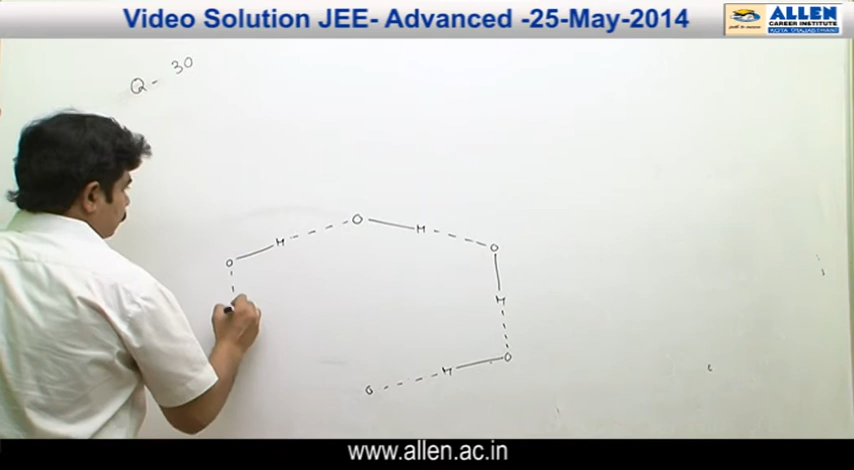 Video Solution JEE- Advanced -25-May-2014
ALLEN
CAREER INSTITUTE
KOTA (RAJASTHAN)
Q - 30
O H O H O
H
O H O
www.allen.ac.in